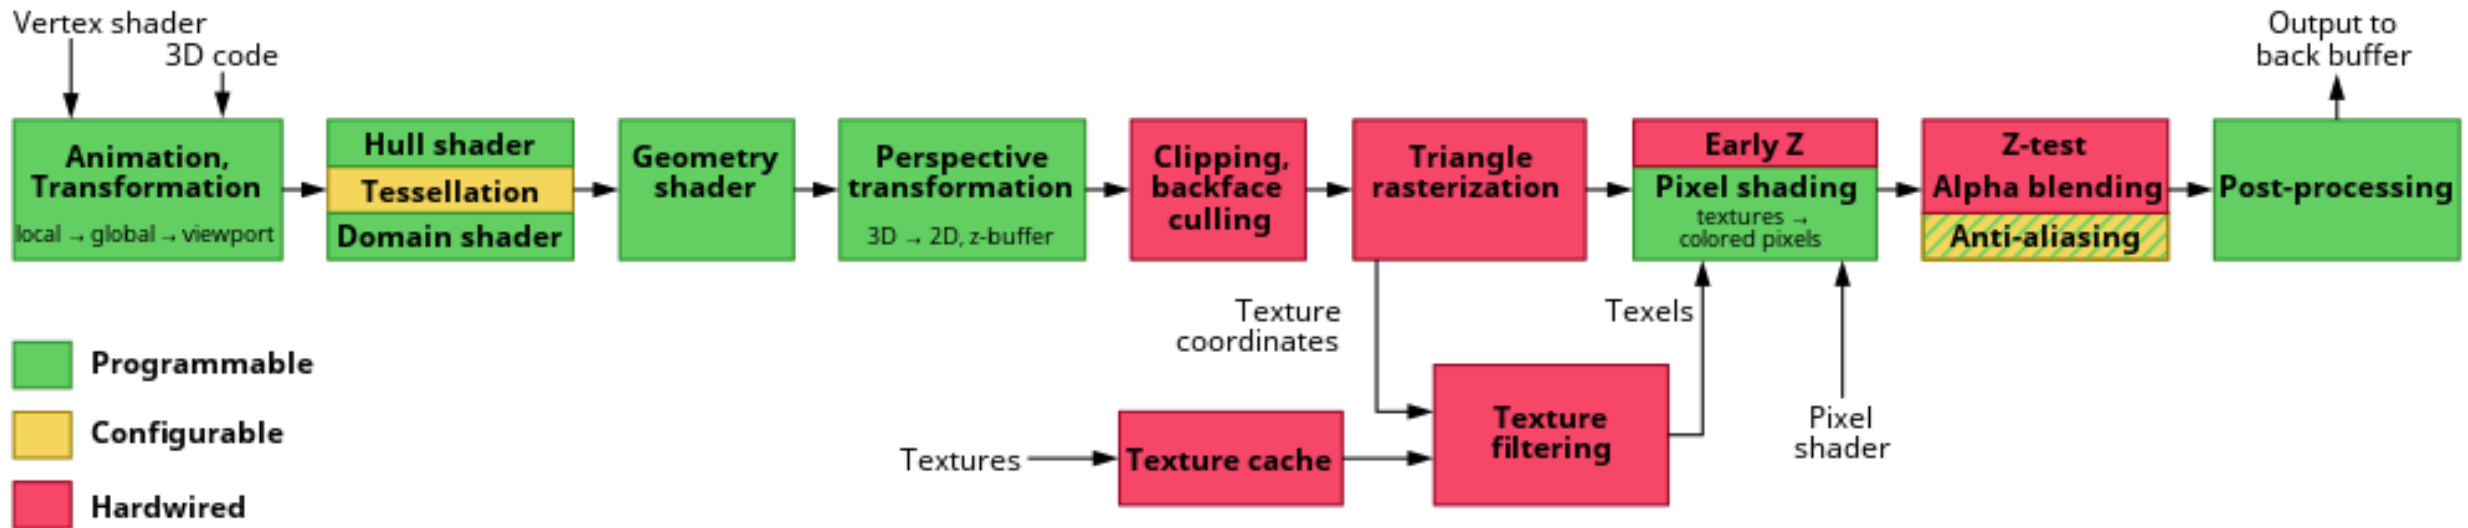 Vertex shader
3D code
Output to
back buffer
Animation,
Transformation
local → global → viewport
Hull shader
Tessellation
Domain shader
Geometry
shader
Perspective
transformation
3D → 2D, z-buffer
Clipping,
backface
culling
Triangle
rasterization
Early Z
Pixel shading
textures →
colored pixels
Z-test
Alpha blending
Anti-aliasing
Post-processing
Texture
coordinates
Texels
Programmable
Configurable
Hardwired
Textures
Texture cache
Texture
filtering
Pixel
shader